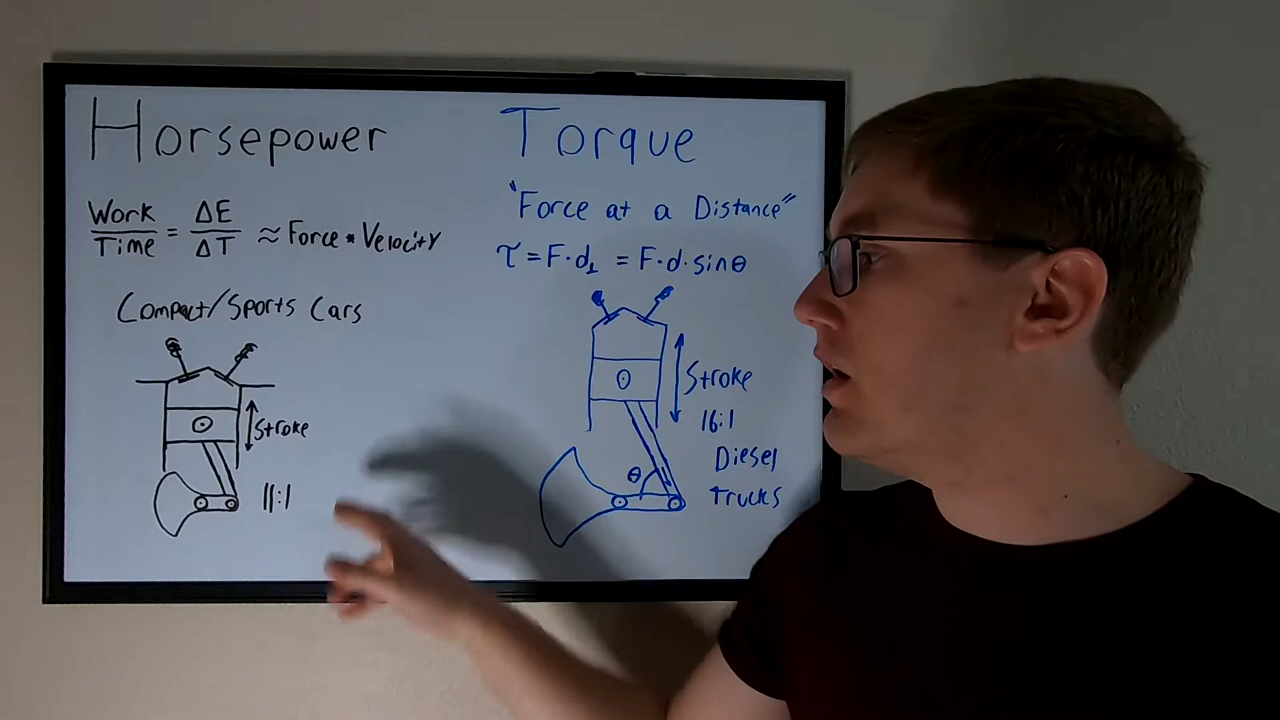 Horsepower
Work/Time = ΔE/ΔT ≈ Force * Velocity
Compact/Sports Cars
Stroke
11:1
Torque
"Force at a Distance"
τ = F·d⊥ = F·d·sinθ
Stroke
16:1
Diesel
Trucks
θ